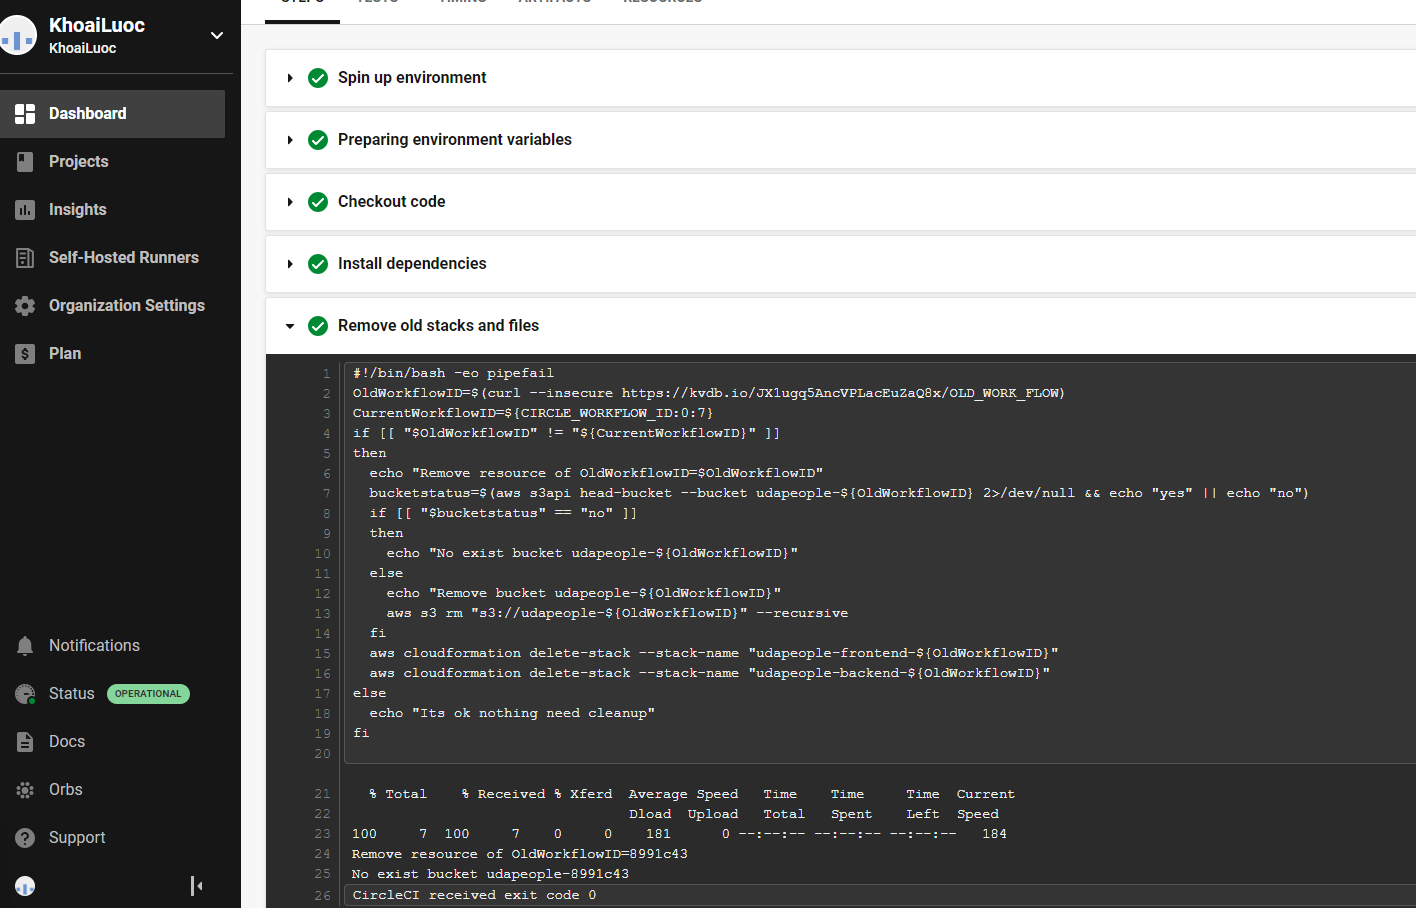 KhoaiLuoc
KhoaiLuoc
Dashboard
Projects
Insights
Self-Hosted Runners
Organization Settings
Plan
Notifications
Status OPERATIONAL
Docs
Orbs
Support
STEPS TESTS TIMING ARTIFACTS RESOURCES
Spin up environment
Preparing environment variables
Checkout code
Install dependencies
Remove old stacks and files
1 #!/bin/bash -eo pipefail
2 OldWorkflowID=$(curl --insecure https://kvdb.io/JX1ugq5AncVPLacEuZaQ8x/OLD_WORK_FLOW)
3 CurrentWorkflowID=${CIRCLE_WORKFLOW_ID:0:7}
4 if [[ "$OldWorkflowID" != "${CurrentWorkflowID}" ]]
5 then
6   echo "Remove resource of OldWorkflowID=$OldWorkflowID"
7   bucketstatus=$(aws s3api head-bucket --bucket udapeople-${OldWorkflowID} 2>/dev/null && echo "yes" || echo "no")
8   if [[ "$bucketstatus" == "no" ]]
9   then
10     echo "No exist bucket udapeople-${OldWorkflowID}"
11   else
12     echo "Remove bucket udapeople-${OldWorkflowID}"
13     aws s3 rm "s3://udapeople-${OldWorkflowID}" --recursive
14   fi
15   aws cloudformation delete-stack --stack-name "udapeople-frontend-${OldWorkflowID}"
16   aws cloudformation delete-stack --stack-name "udapeople-backend-${OldWorkflowID}"
17 else
18   echo "Its ok nothing need cleanup"
19 fi
20
21   % Total    % Received % Xferd  Average Speed   Time    Time     Time  Current
22                                  Dload  Upload   Total   Spent    Left  Speed
23 100     7  100     7    0     0    181      0 --:--:-- --:--:-- --:--:--   184
24 Remove resource of OldWorkflowID=8991c43
25 No exist bucket udapeople-8991c43
26 CircleCI received exit code 0